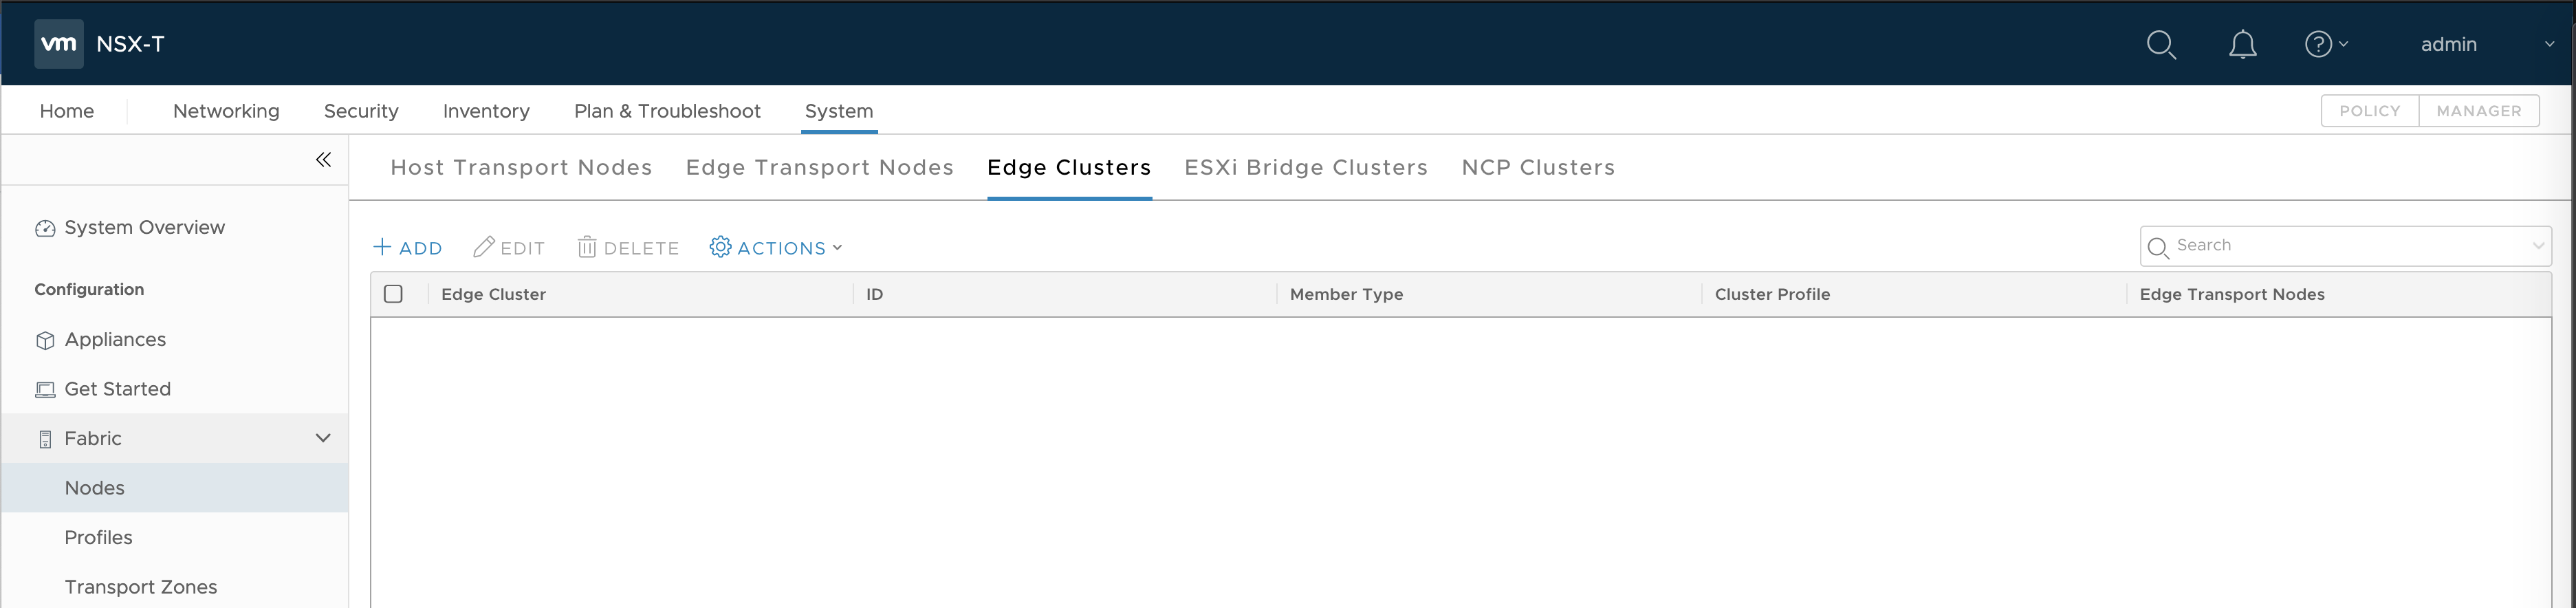 vm NSX-T admin
Home Networking Security Inventory Plan & Troubleshoot System POLICY MANAGER
Host Transport Nodes Edge Transport Nodes Edge Clusters ESXi Bridge Clusters NCP Clusters
System Overview
Configuration
Appliances
Get Started
Fabric
Nodes
Profiles
Transport Zones
+ ADD EDIT DELETE ACTIONS Search
Edge Cluster ID Member Type Cluster Profile Edge Transport Nodes